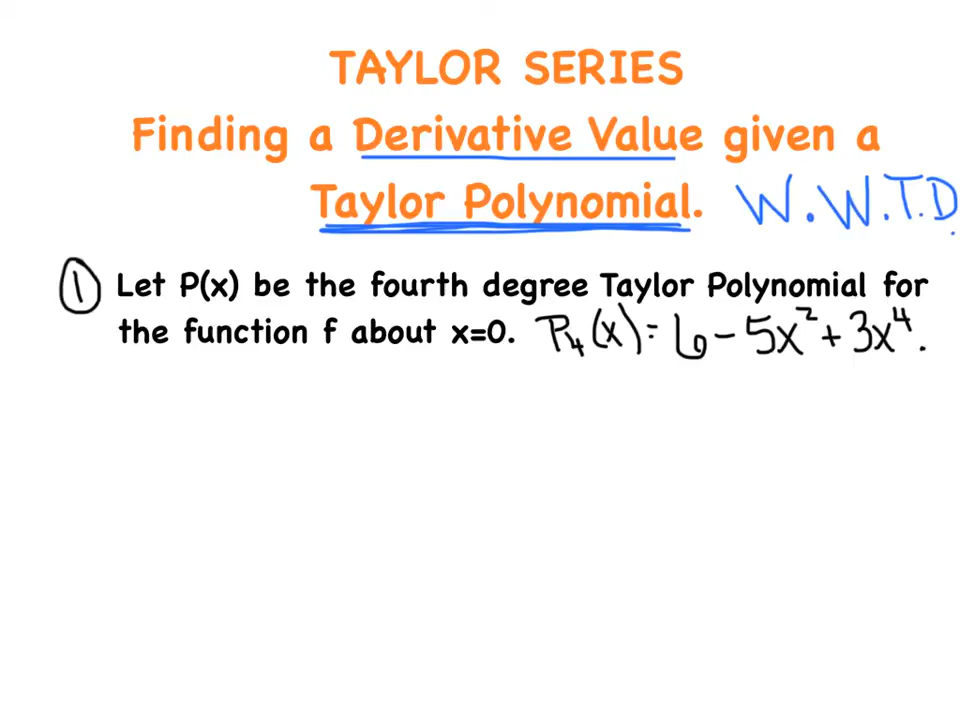 TAYLOR SERIES
Finding a Derivative Value given a
Taylor Polynomial. W.W.T.D.
① Let P(x) be the fourth degree Taylor Polynomial for
the function f about x=0. P₄(x)=6-5x²+3x⁴.